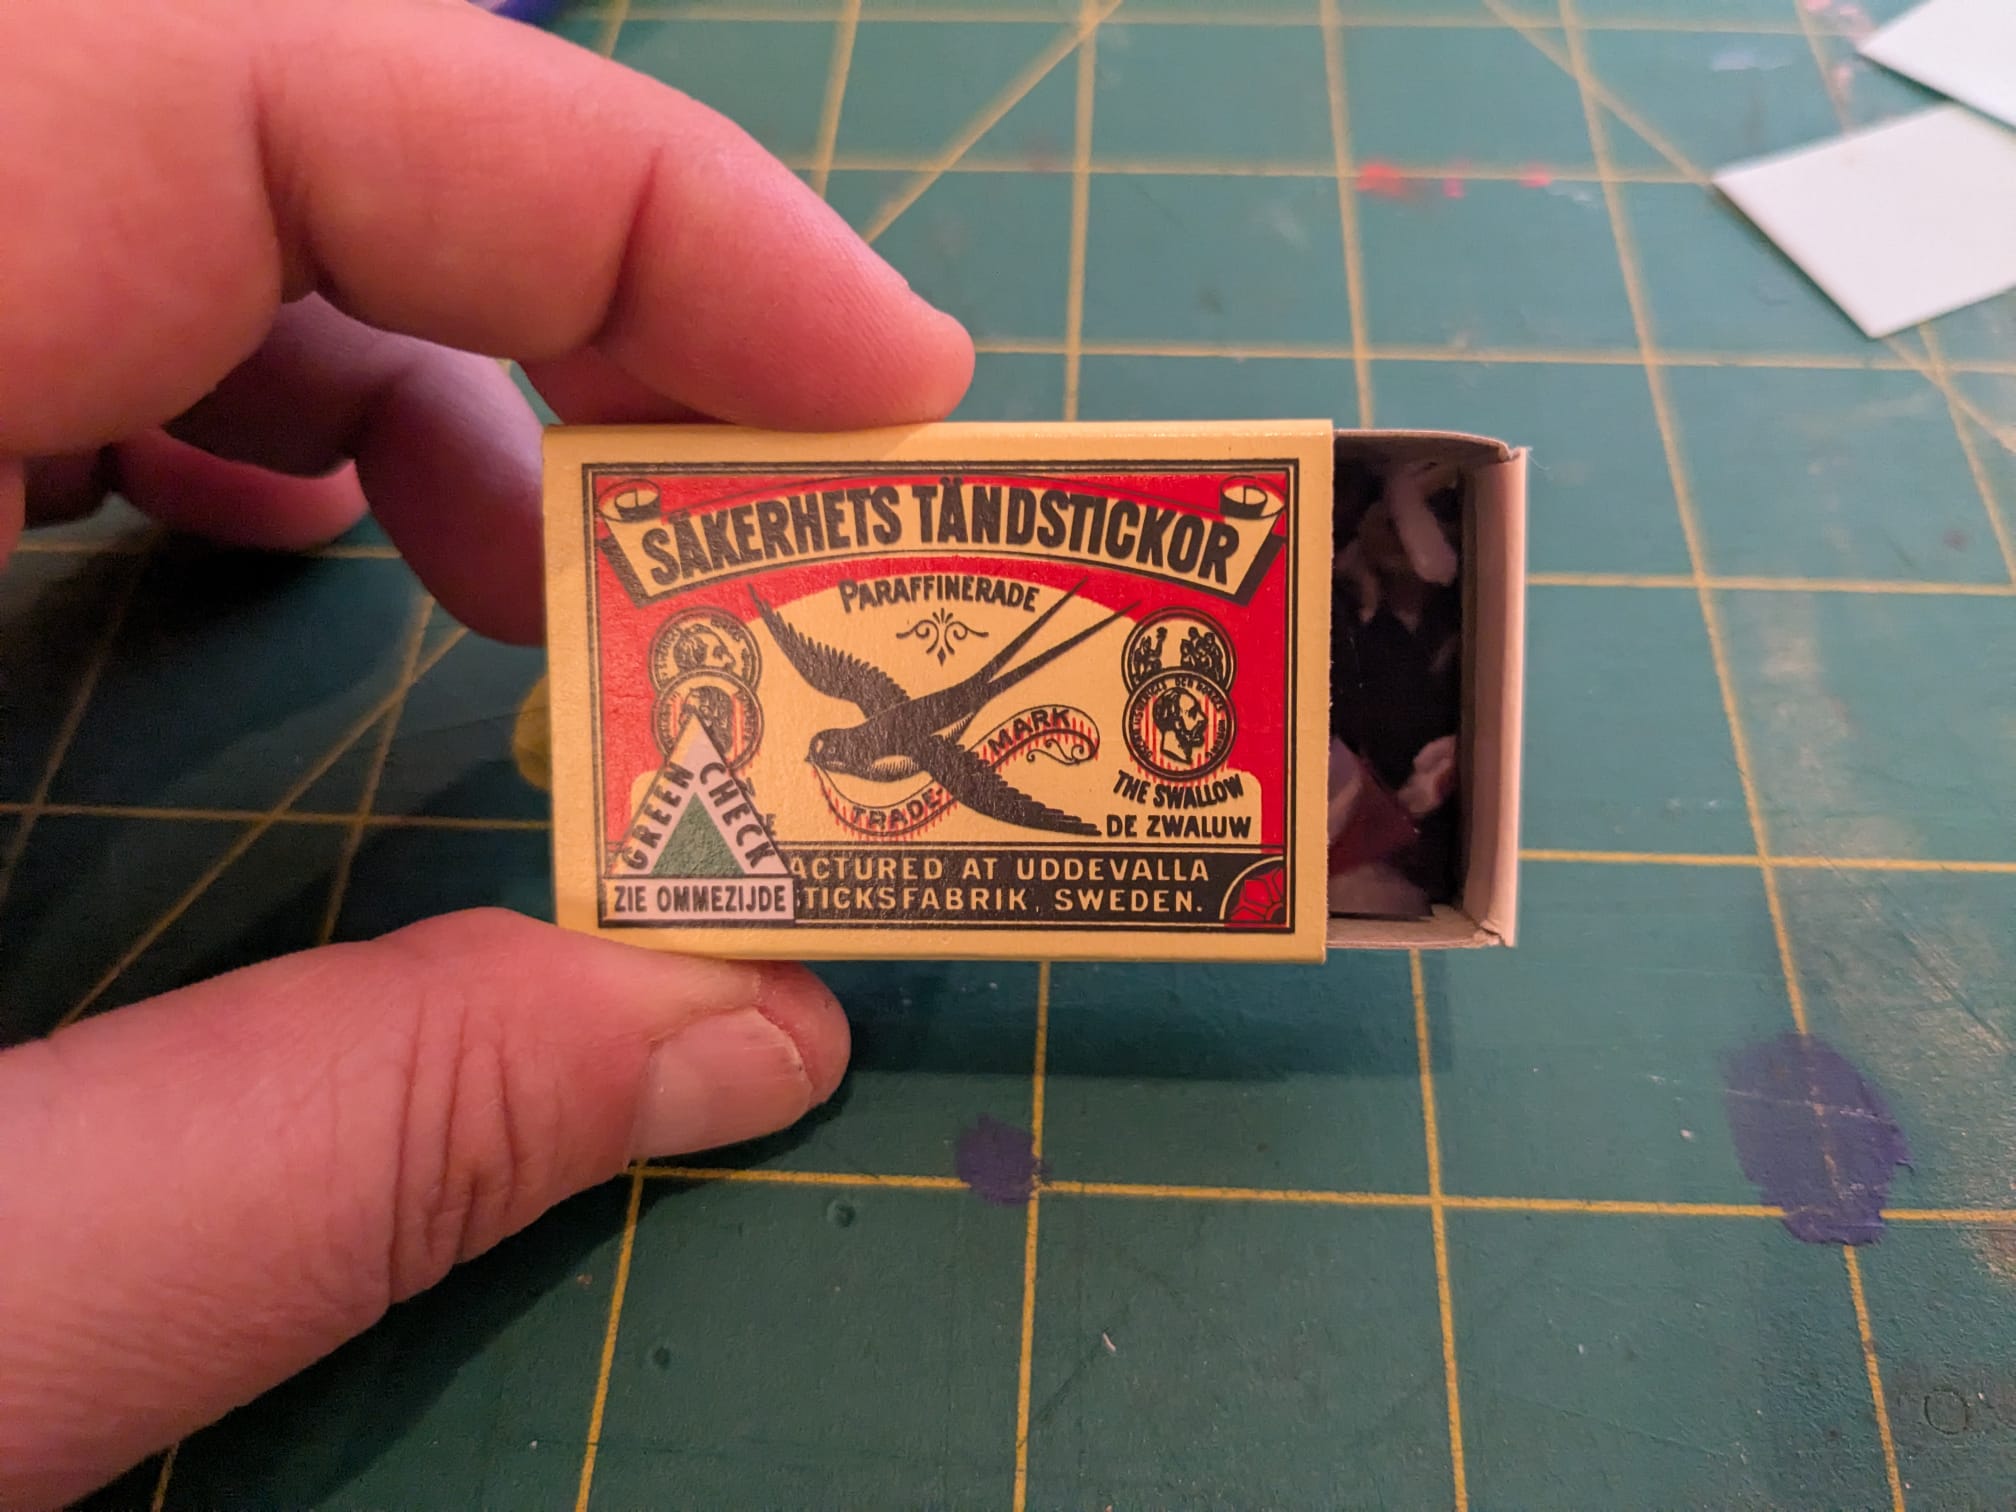 SÄKERHETS TÄNDSTICKOR
PARAFFINERADE
TRADE MARK
THE SWALLOW
DE ZWALUW
GREEN CHECK
ZIE OMMEZIJDE
ACTURED AT UDDEVALLA
TICKSFABRIK, SWEDEN.